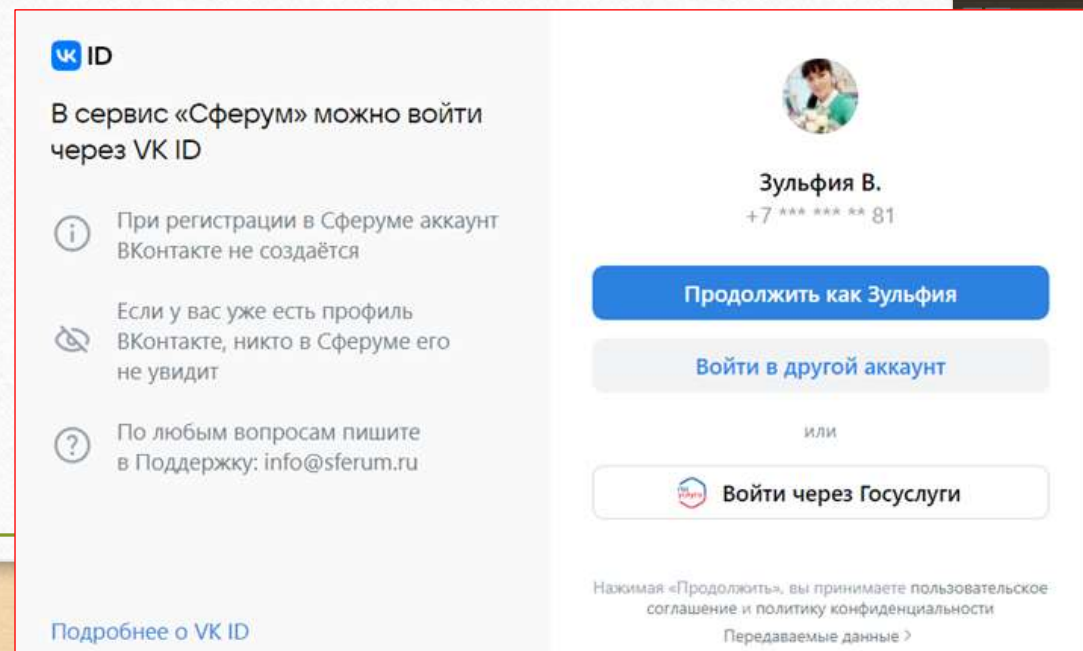 VK ID
В сервис «Сферум» можно войти
через VK ID
При регистрации в Сферуме аккаунт
ВКонтакте не создаётся
Если у вас уже есть профиль
ВКонтакте, никто в Сферуме его
не увидит
По любым вопросам пишите
в Поддержку: info@sferum.ru
Подробнее о VK ID
Зульфия В.
+7 *** *** ** 81
Продолжить как Зульфия
Войти в другой аккаунт
или
Войти через Госуслуги
Нажимая «Продолжить», вы принимаете пользовательское
соглашение и политику конфиденциальности
Передаваемые данные >